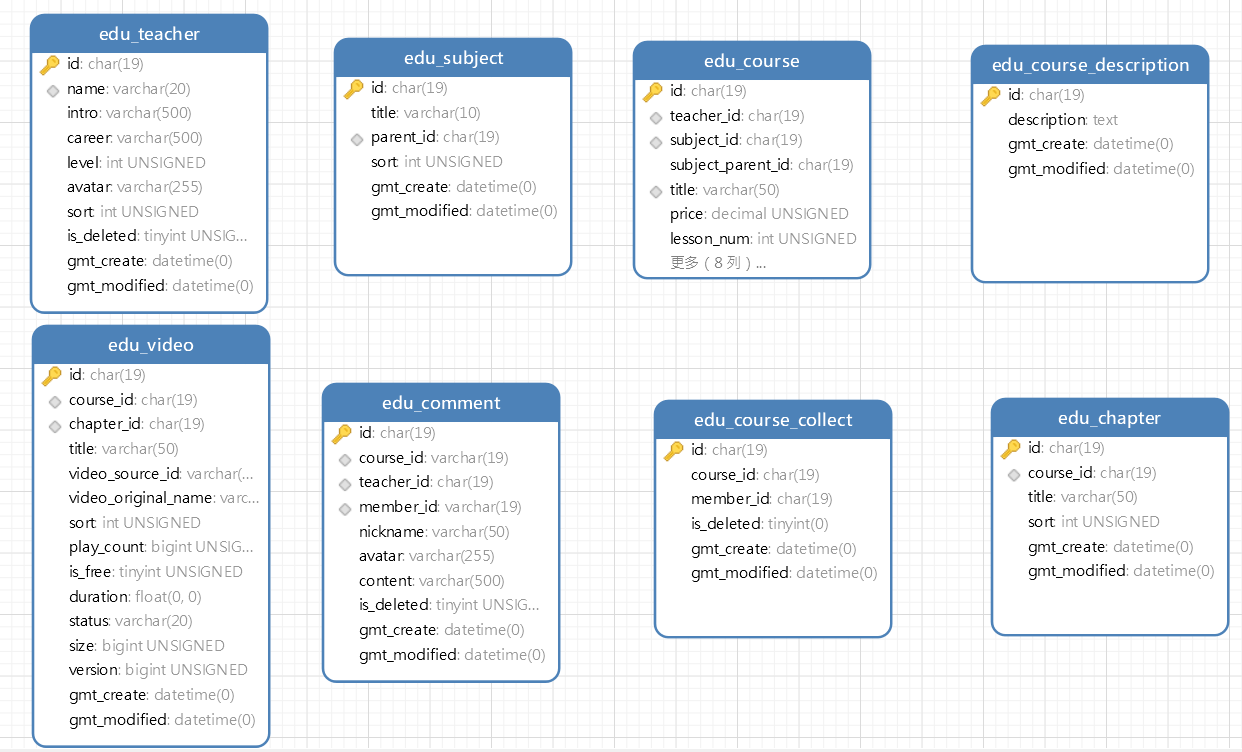 edu_teacher
id: char(19)
name: varchar(20)
intro: varchar(500)
career: varchar(500)
level: int UNSIGNED
avatar: varchar(255)
sort: int UNSIGNED
is_deleted: tinyint UNSIG...
gmt_create: datetime(0)
gmt_modified: datetime(0)
edu_subject
id: char(19)
title: varchar(10)
parent_id: char(19)
sort: int UNSIGNED
gmt_create: datetime(0)
gmt_modified: datetime(0)
edu_course
id: char(19)
teacher_id: char(19)
subject_id: char(19)
subject_parent_id: char(19)
title: varchar(50)
price: decimal UNSIGNED
lesson_num: int UNSIGNED
更多（8 列）...
edu_course_description
id: char(19)
description: text
gmt_create: datetime(0)
gmt_modified: datetime(0)
edu_video
id: char(19)
course_id: char(19)
chapter_id: char(19)
title: varchar(50)
video_source_id: varchar(...
video_original_name: varc...
sort: int UNSIGNED
play_count: bigint UNSIG...
is_free: tinyint UNSIGNED
duration: float(0, 0)
status: varchar(20)
size: bigint UNSIGNED
version: bigint UNSIGNED
gmt_create: datetime(0)
gmt_modified: datetime(0)
edu_comment
id: char(19)
course_id: varchar(19)
teacher_id: char(19)
member_id: varchar(19)
nickname: varchar(50)
avatar: varchar(255)
content: varchar(500)
is_deleted: tinyint UNSIG...
gmt_create: datetime(0)
gmt_modified: datetime(0)
edu_course_collect
id: char(19)
course_id: char(19)
member_id: char(19)
is_deleted: tinyint(0)
gmt_create: datetime(0)
gmt_modified: datetime(0)
edu_chapter
id: char(19)
course_id: char(19)
title: varchar(50)
sort: int UNSIGNED
gmt_create: datetime(0)
gmt_modified: datetime(0)